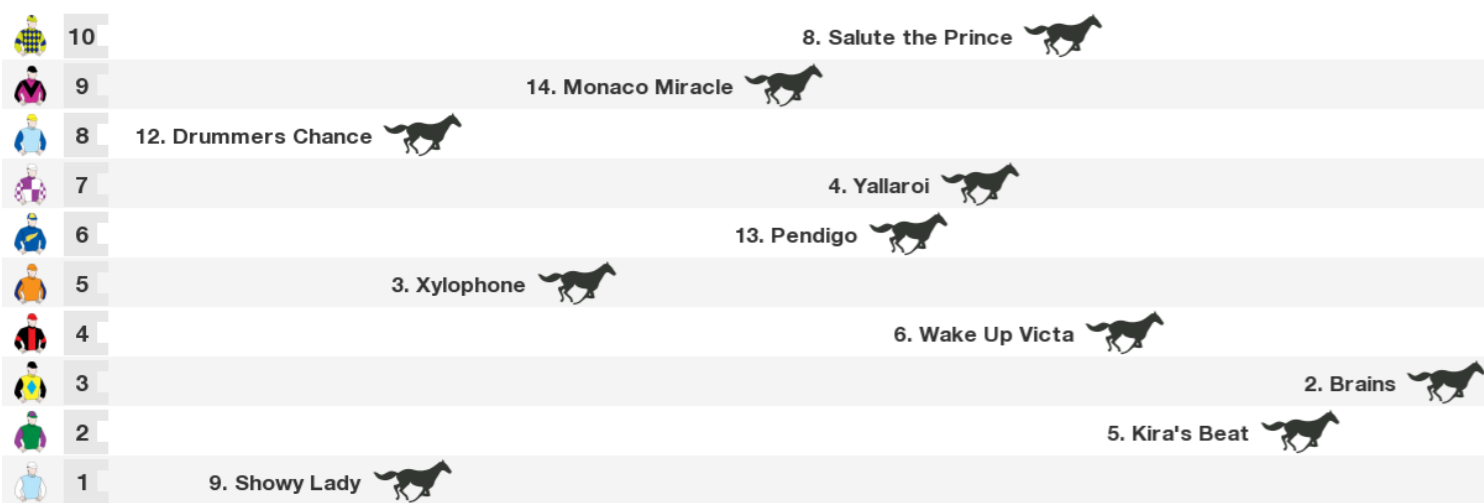 10 8. Salute the Prince
9 14. Monaco Miracle
8 12. Drummers Chance
7 4. Yallaroi
6 13. Pendigo
5 3. Xylophone
4 6. Wake Up Victa
3 2. Brains
2 5. Kira's Beat
1 9. Showy Lady